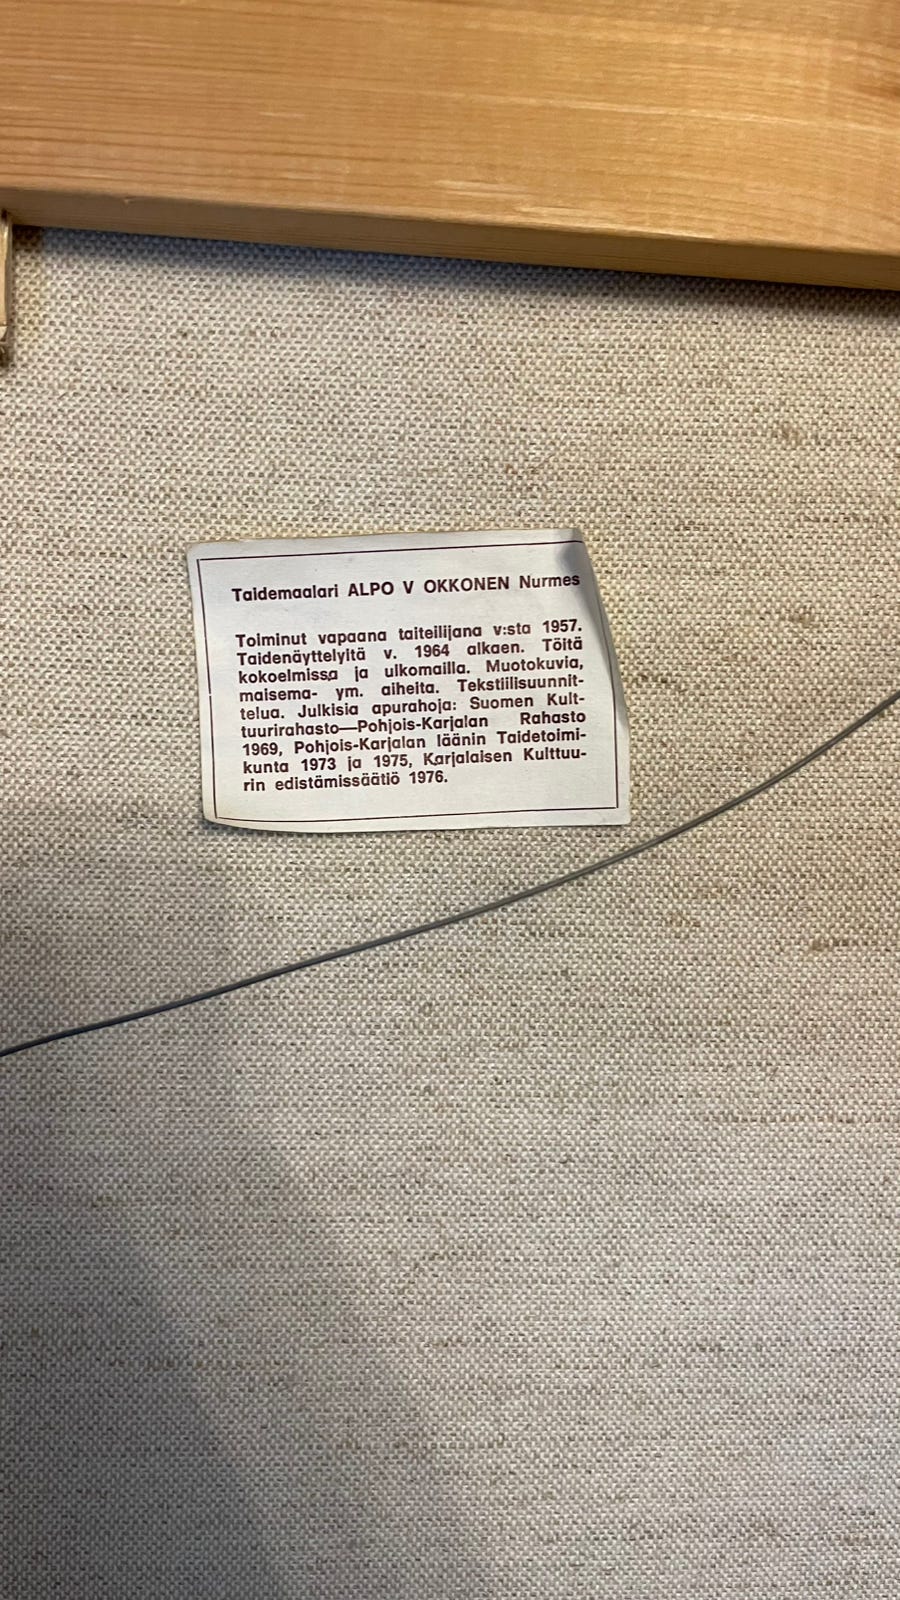 Taidemaalari ALPO V OKKONEN Nurmes
Toiminut vapaana taiteilijana v:sta 1957.
Taidenäyttelyitä v. 1964 alkaen. Töitä
kokoelmissa ja ulkomailla. Muotokuvia,
maisema- ym. aiheita. Tekstiilisuunnit-
telua. Julkisia apurahoja: Suomen Kult-
tuurirahasto—Pohjois-Karjalan Rahasto
1969, Pohjois-Karjalan läänin Taidetoimi-
kunta 1973 ja 1975, Karjalaisen Kulttuu-
rin edistämissäätiö 1976.